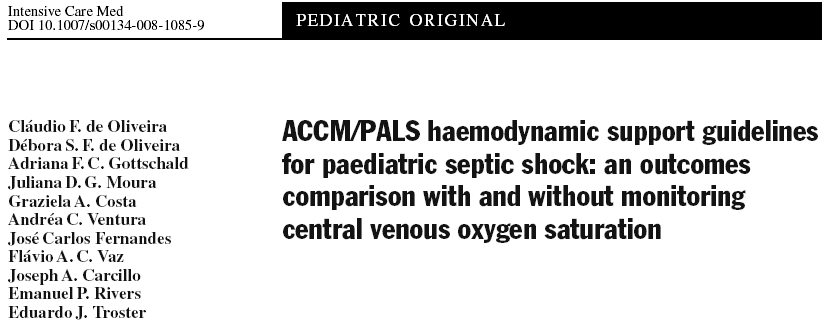 Intensive Care Med
DOI 10.1007/s00134-008-1085-9
PEDIATRIC ORIGINAL
Cláudio F. de Oliveira
Débora S. F. de Oliveira
Adriana F. C. Gottschald
Juliana D. G. Moura
Graziela A. Costa
Andréa C. Ventura
José Carlos Fernandes
Flávio A. C. Vaz
Joseph A. Carcillo
Emanuel P. Rivers
Eduardo J. Troster
ACCM/PALS haemodynamic support guidelines
for paediatric septic shock: an outcomes
comparison with and without monitoring
central venous oxygen saturation